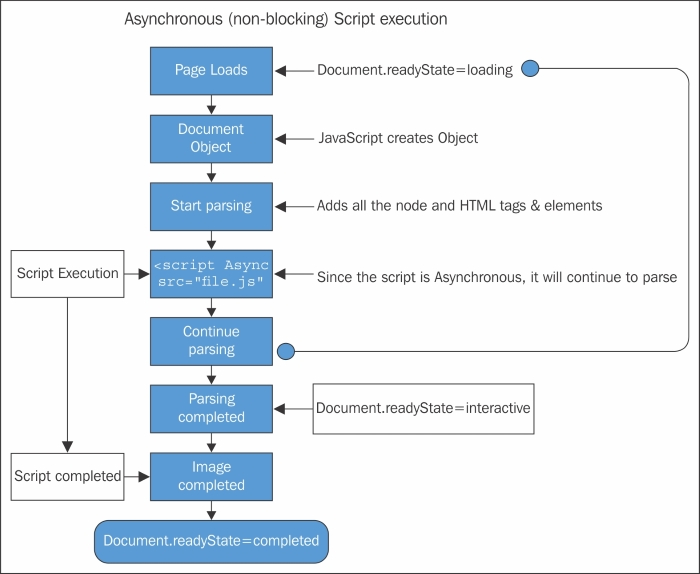 Asynchronous (non-blocking) Script execution
Page Loads
Document.readyState=loading
Document
Object
JavaScript creates Object
Start parsing
Adds all the node and HTML tags & elements
Script Execution
<script Async
src="file.js"
Since the script is Asynchronous, it will continue to parse
Continue
parsing
Parsing
completed
Document.readyState=interactive
Script completed
Image
completed
Document.readyState=completed